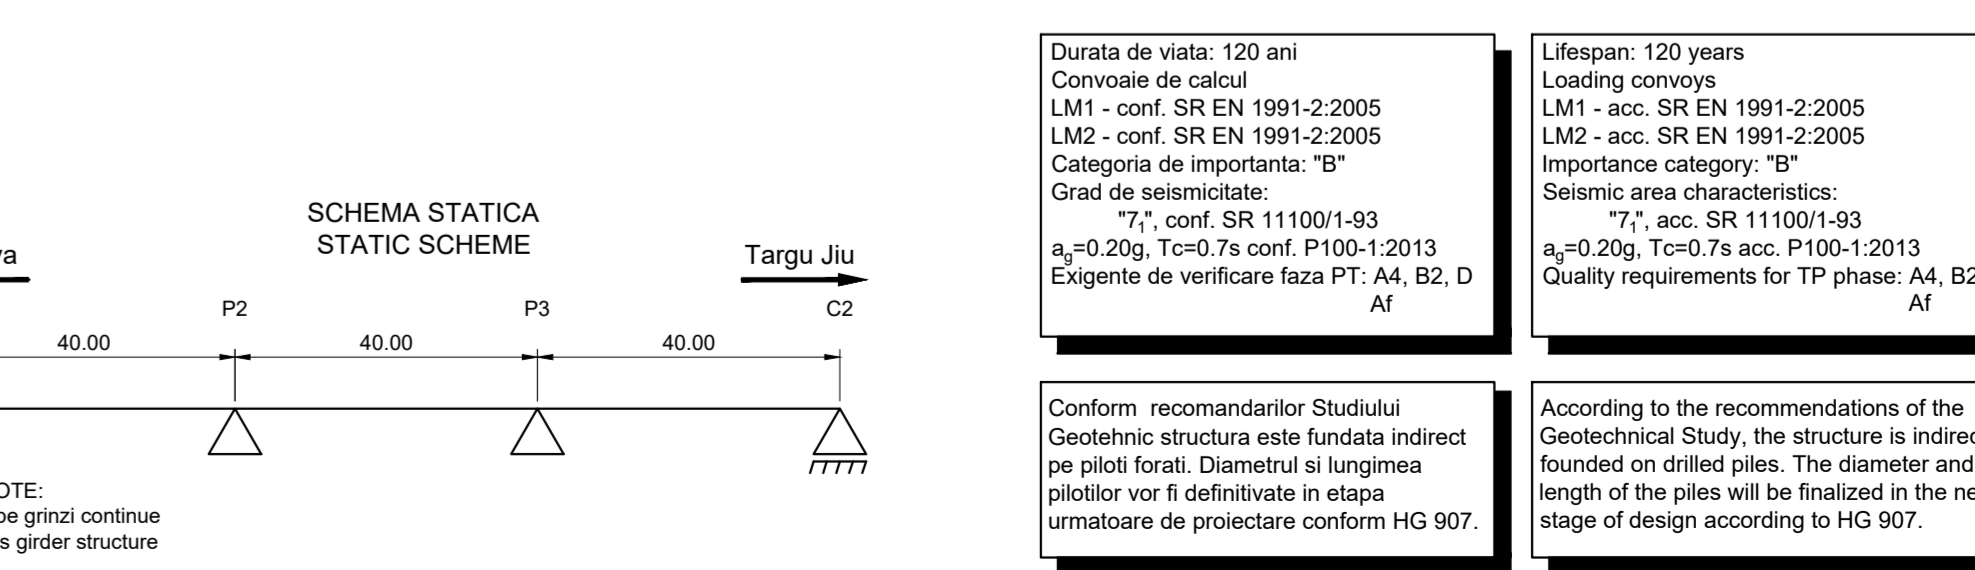 SCHEMA STATICA
STATIC SCHEME
Targu Jiu
P2
P3
C2
40.00
40.00
40.00
pe grinzi continue
girder structure
Durata de viata: 120 ani
Convoaie de calcul
LM1 - conf. SR EN 1991-2:2005
LM2 - conf. SR EN 1991-2:2005
Categoria de importanta: "B"
Grad de seismicitate:
"7₁", conf. SR 11100/1-93
a_g=0.20g, Tc=0.7s conf. P100-1:2013
Exigente de verificare faza PT: A4, B2, D
Af
Lifespan: 120 years
Loading convoys
LM1 - acc. SR EN 1991-2:2005
LM2 - acc. SR EN 1991-2:2005
Importance category: "B"
Seismic area characteristics:
"7₁", acc. SR 11100/1-93
a_g=0.20g, Tc=0.7s acc. P100-1:2013
Quality requirements for TP phase: A4, B2
Af
Conform recomandarilor Studiului
Geotehnic structura este fundata indirect
pe piloti forati. Diametrul si lungimea
pilotilor vor fi definitivate in etapa
urmatoare de proiectare conform HG 907.
According to the recommendations of the
Geotechnical Study, the structure is
founded on drilled piles. The diameter and
length of the piles will be finalized in the
stage of design according to HG 907.